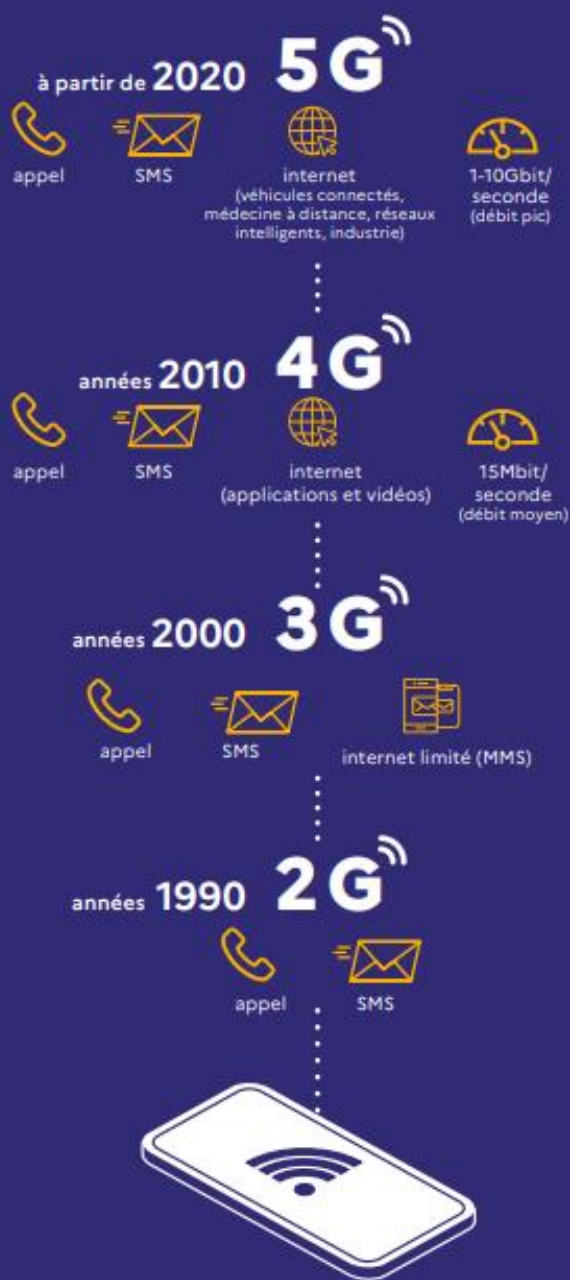 à partir de 2020 5G
appel
SMS
internet
(véhicules connectés,
médecine à distance, réseaux
intelligents, industrie)
1-10Gbit/
seconde
(débit pic)
années 2010 4G
appel
SMS
internet
(applications et vidéos)
15Mbit/
seconde
(débit moyen)
années 2000 3G
appel
SMS
internet limité (MMS)
années 1990 2G
appel
SMS